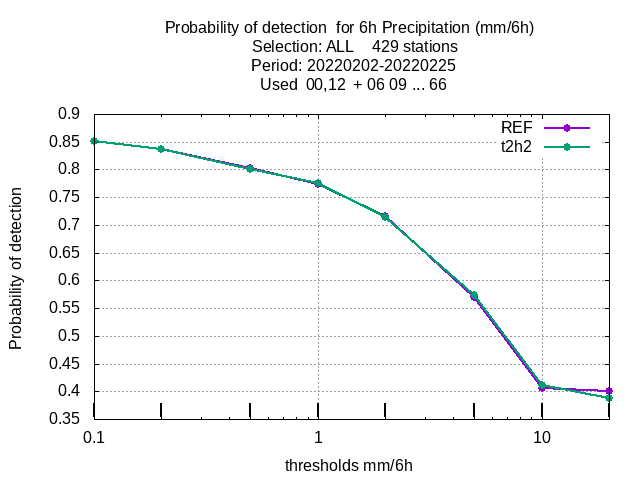 Probability of detection  for 6h Precipitation (mm/6h)
Selection: ALL    429 stations
Period: 20220202-20220225
Used  00,12  + 06 09 ... 66
REF
t2h2
0.9
0.85
0.8
0.75
0.7
0.65
0.6
0.55
0.5
0.45
0.4
0.35
Probability of detection
0.1
1
10
thresholds mm/6h